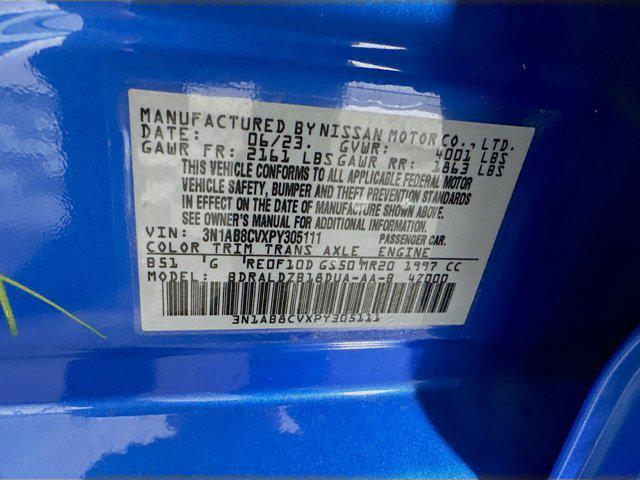 MANUFACTURED BY NISSAN MOTOR CO., LTD.
DATE: 06/23. GVWR: 4001 LBS
GAWR FR: 2161 LBS GAWR RR: 1863 LBS
THIS VEHICLE CONFORMS TO ALL APPLICABLE FEDERAL MOTOR
VEHICLE SAFETY, BUMPER AND THEFT PREVENTION STANDARDS
IN EFFECT ON THE DATE OF MANUFACTURE SHOWN ABOVE.
SEE OWNER'S MANUAL FOR ADDITIONAL INFORMATION.
VIN: 3N1AB8CVXPY305111 PASSENGER CAR.
COLOR TRIM TRANS AXLE ENGINE
B51 G RE0F10D GS50 MR20 1997 CC
MODEL: BDRALD7B18DUA-AA-B 47000
3N1AB8CVXPY305111